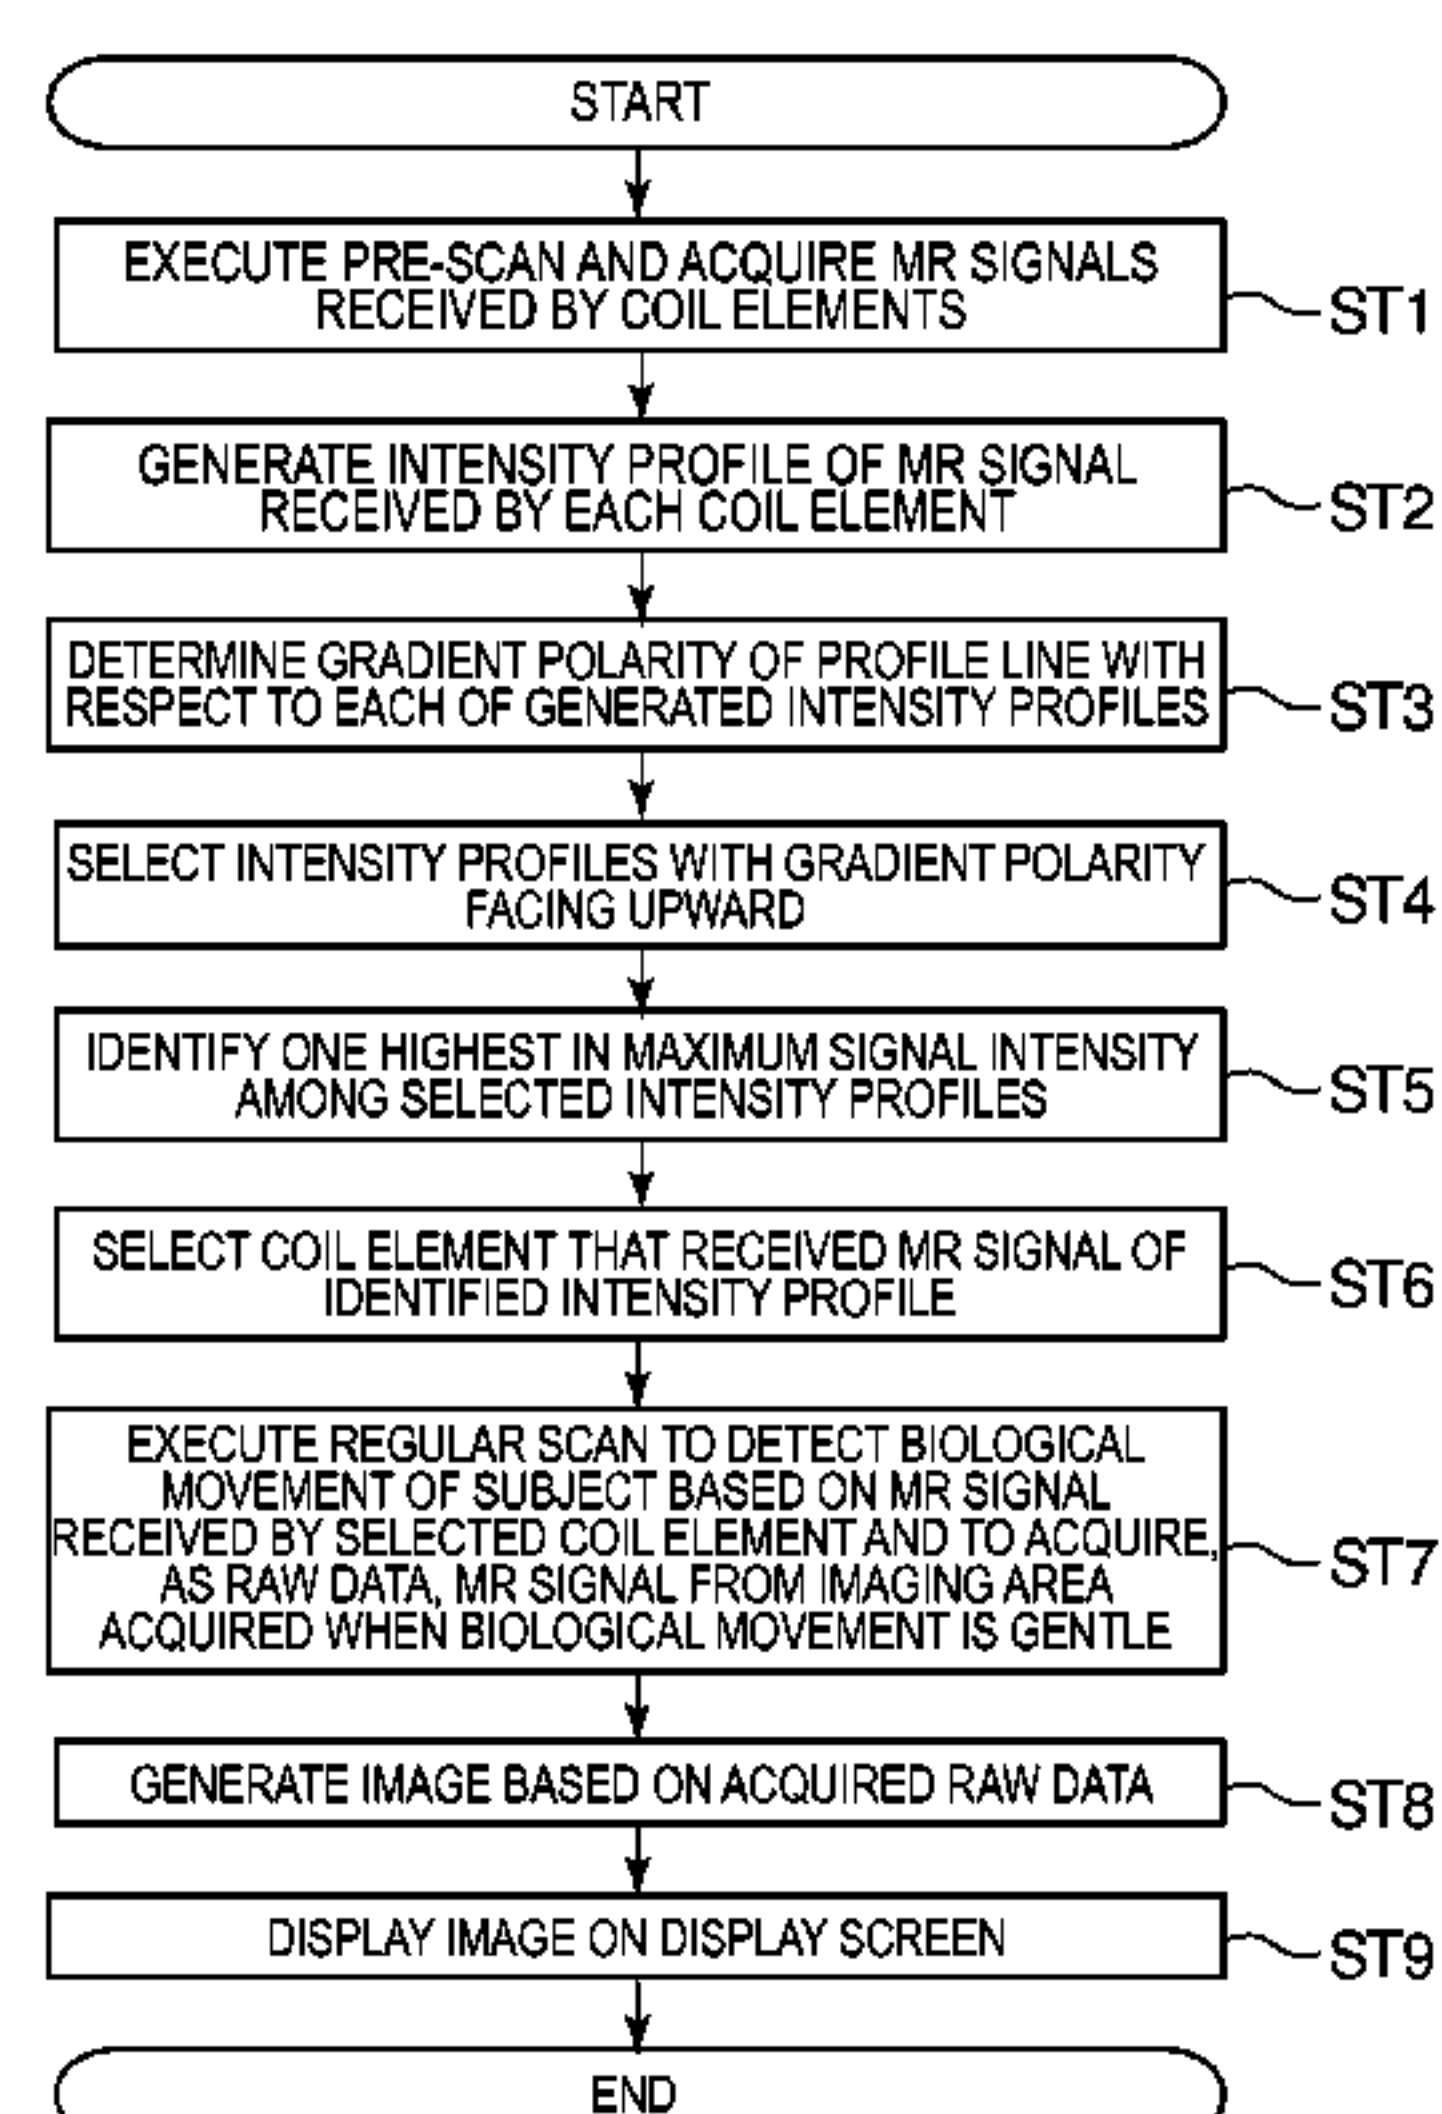 START
EXECUTE PRE-SCAN AND ACQUIRE MR SIGNALS
RECEIVED BY COIL ELEMENTS
ST1
GENERATE INTENSITY PROFILE OF MR SIGNAL
RECEIVED BY EACH COIL ELEMENT
ST2
DETERMINE GRADIENT POLARITY OF PROFILE LINE WITH
RESPECT TO EACH OF GENERATED INTENSITY PROFILES
ST3
SELECT INTENSITY PROFILES WITH GRADIENT POLARITY
FACING UPWARD
ST4
IDENTIFY ONE HIGHEST IN MAXIMUM SIGNAL INTENSITY
AMONG SELECTED INTENSITY PROFILES
ST5
SELECT COIL ELEMENT THAT RECEIVED MR SIGNAL OF
IDENTIFIED INTENSITY PROFILE
ST6
EXECUTE REGULAR SCAN TO DETECT BIOLOGICAL
MOVEMENT OF SUBJECT BASED ON MR SIGNAL
RECEIVED BY SELECTED COIL ELEMENT AND TO ACQUIRE,
AS RAW DATA, MR SIGNAL FROM IMAGING AREA
ACQUIRED WHEN BIOLOGICAL MOVEMENT IS GENTLE
ST7
GENERATE IMAGE BASED ON ACQUIRED RAW DATA
ST8
DISPLAY IMAGE ON DISPLAY SCREEN
ST9
END